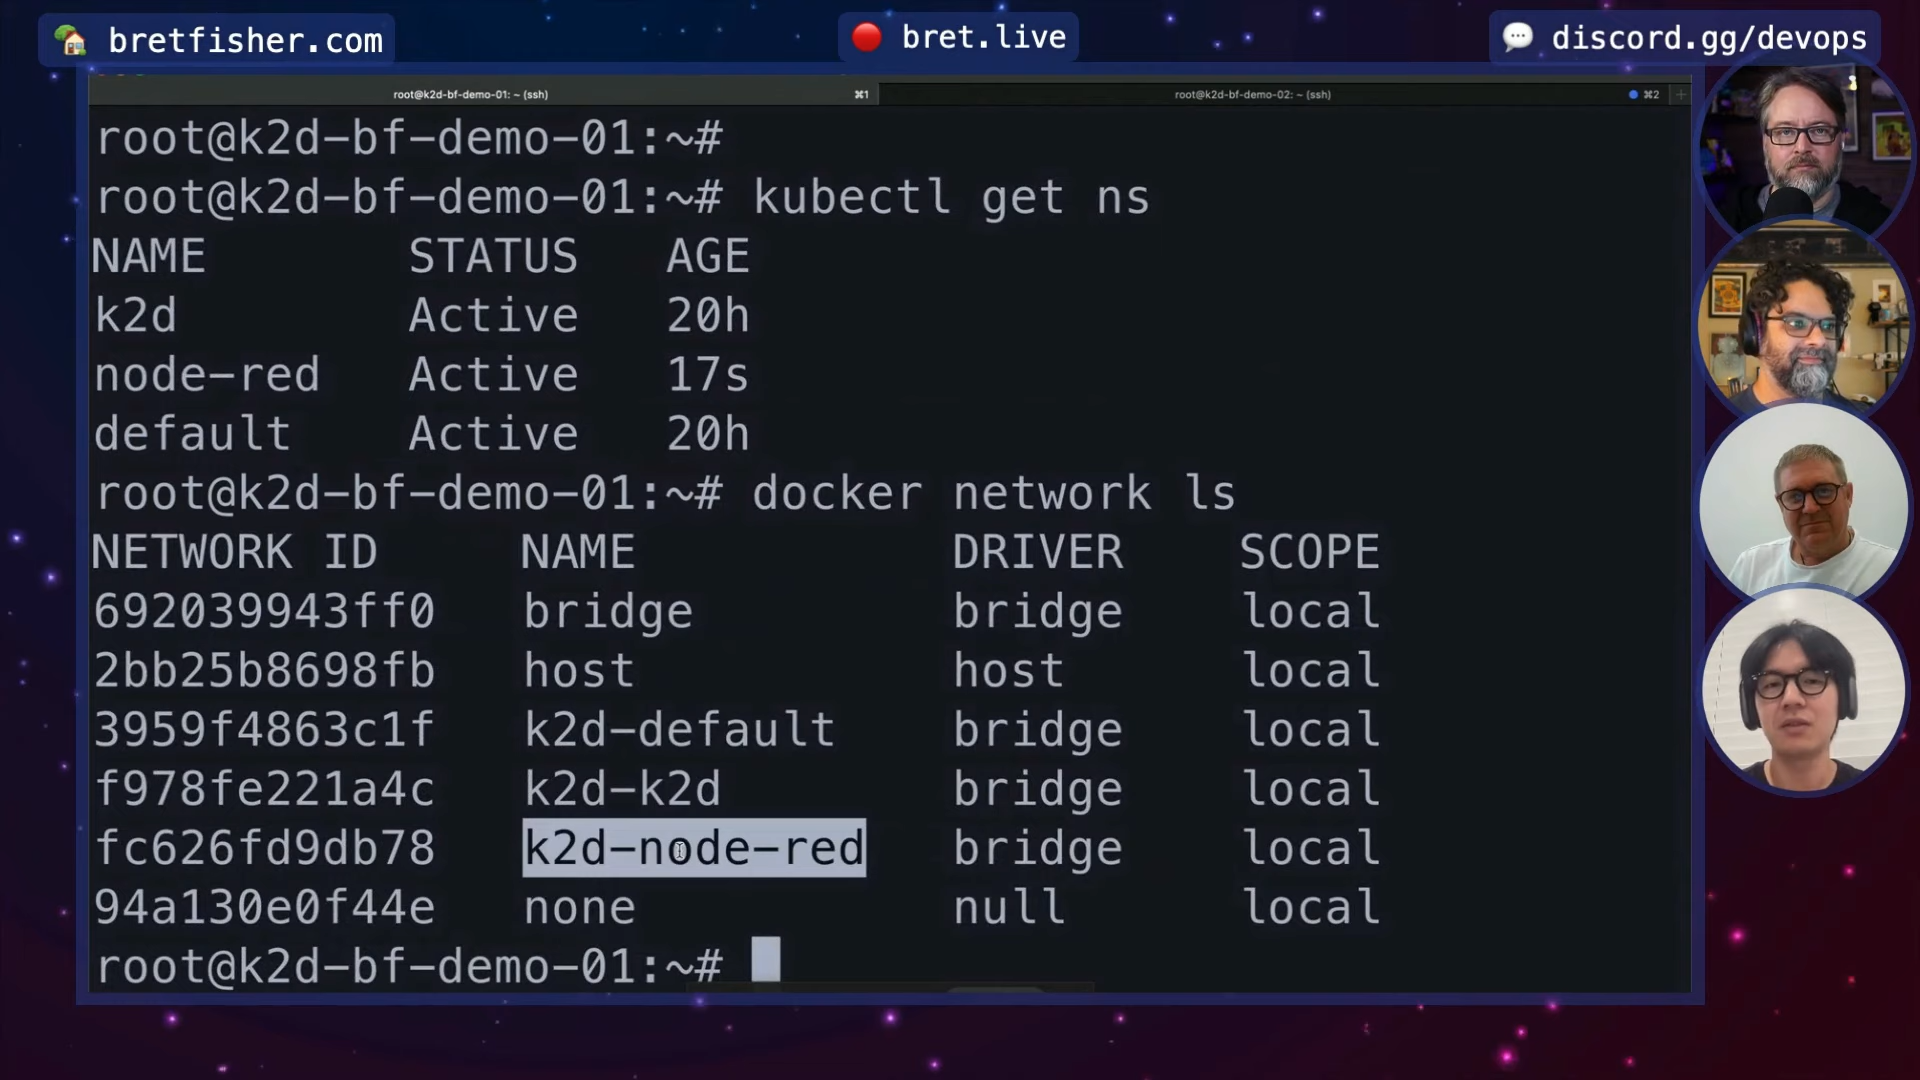 bretfisher.com
bret.live
discord.gg/devops
root@k2d-bf-demo-01: ~ (ssh) ⌘1
root@k2d-bf-demo-02: ~ (ssh) ⌘2 +
root@k2d-bf-demo-01:~#
root@k2d-bf-demo-01:~# kubectl get ns
NAME STATUS AGE
k2d Active 20h
node-red Active 17s
default Active 20h
root@k2d-bf-demo-01:~# docker network ls
NETWORK ID NAME DRIVER SCOPE
692039943ff0 bridge bridge local
2bb25b8698fb host host local
3959f4863c1f k2d-default bridge local
f978fe221a4c k2d-k2d bridge local
fc626fd9db78 k2d-node-red bridge local
94a130e0f44e none null local
root@k2d-bf-demo-01:~#